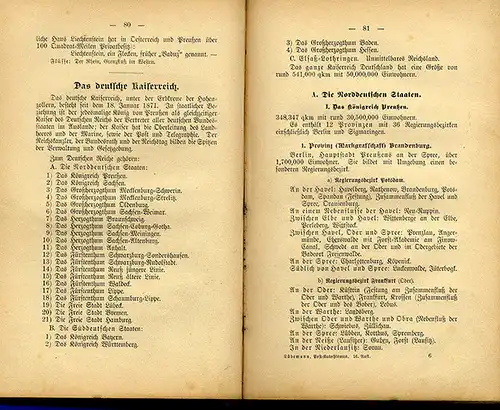 — 80 —
liche Haus Liechtenstein hat in Oesterreich und Preußen über
100 Quadrat-Meilen Privatbesitz:
Liechtenstein, ein Flecken, früher „Baduz“ genannt. —
Flüsse: Der Rhein, Grenzfluß im Westen.
Das deutsche Kaiserreich.
Das deutsche Kaiserreich, unter der Erbkrone der Hohen-
zollern, besteht seit dem 18. Januar 1871. In staatlicher Be-
ziehung ist der jedesmalige König von Preußen als gleichzeitiger
Kaiser des Deutschen Reichs der Vertreter aller deutschen Bundes-
staaten im Auslande; der Kaiser hat die Oberleitung des Land-
heeres und der Marine, sowie der Post und Telegraphie. Der
Reichskanzler, der Bundesrath und der Reichstag bilden die Spitzen
der Verwaltung und Gesetzgebung.
Zum Deutschen Reiche gehören:
A. Die Norddeutschen Staaten:
1) Das Königreich Preußen.
2) Das Königreich Sachsen.
3) Das Großherzogthum Mecklenburg-Schwerin.
4) Das Großherzogthum Mecklenburg-Strelitz.
5) Das Großherzogthum Oldenburg.
6) Das Großherzogthum Sachsen-Weimar.
7) Das Herzogthum Braunschweig.
8) Das Herzogthum Sachsen-Coburg-Gotha.
9) Das Herzogthum Sachsen-Meiningen.
10) Das Herzogthum Sachsen-Altenburg.
11) Das Herzogthum Anhalt.
12) Das Fürstenthum Schwarzburg-Sondershausen.
13) Das Fürstenthum Schwarzburg-Rudolstadt.
14) Das Fürstenthum Reuß jüngere Linie.
15) Das Fürstenthum Reuß ältere Linie.
16) Das Fürstenthum Waldeck.
17) Das Fürstenthum Lippe.
18) Das Fürstenthum Schaumburg-Lippe.
19) Die Freie Stadt Lübeck.
20) Die Freie Stadt Bremen.
21) Die Freie Stadt Hamburg.
B. Die Süddeutschen Staaten:
1) Das Königreich Bayern.
2) Das Königreich Württemberg.
— 81 —
3) Das Großherzogthum Baden.
4) Das Großherzogthum Hessen.
C. Elsaß-Lothringen. Unmittelbares Reichsland.
Das ganze Kaiserreich Deutschland hat eine Größe von
rund 541,000 qkm mit 50,000,000 Einwohnern.
A. Die Norddeutschen Staaten.
I. Das Königreich Preußen.
348,347 qkm mit rund 30,500,000 Einwohnern.
Es enthält 12 Provinzen mit 36 Regierungsbezirken
einschließlich Berlin und Sigmaringen.
1. Provinz (Markgrafschaft) Brandenburg.
Berlin, Hauptstadt Preußens an der Spree, über
1,700,000 Einwohner. Sie bildet mit Umgebung einen be-
sonderen Regierungsbezirk.
a) Regierungsbezirk Potsdam.
An der Havel: Havelberg, Rathenow, Brandenburg, Pots-
dam, Spandau (Festung), Zusammenfluß der Havel und
Spree, Oranienburg.
An einem Nebenflusse der Havel: Neu-Ruppin.
Zwischen Elbe und Havel: Wittenberge an der Elbe,
Perleberg, Wittstock.
Zwischen Havel, Oder und Spree: Prenzlau, Anger-
münde, Eberswalde mit Forst-Akademie am Finow-
Canal, Schwedt an der Oder und im Oderbergebiete
Baderort Freienwalde.
An der Spree: Charlottenburg, Köpenick.
Südlich von Havel und Spree: Luckenwalde, Jüterbogk.
b) Regierungsbezirk Frankfurt (Oder).
An der Oder: Küstrin (Festung am Zusammenfluß der
Oder und Warthe), Frankfurt, Krossen (Zusammenfluß
der Oder und des Bober), Lebus.
An der Warthe: Landsberg.
Zwischen Oder und Warthe und Obra (Nebenfluß der
Warthe): Schwiebus, Züllichau.
An der Spree: Lübben, Kottbus, Spremberg.
An der Neiße (Lausitzer): Guben, Forst (Lausitz).
In der Niederlausitz: Sorau.
Post-Katechismus. 16. Aufl. 6